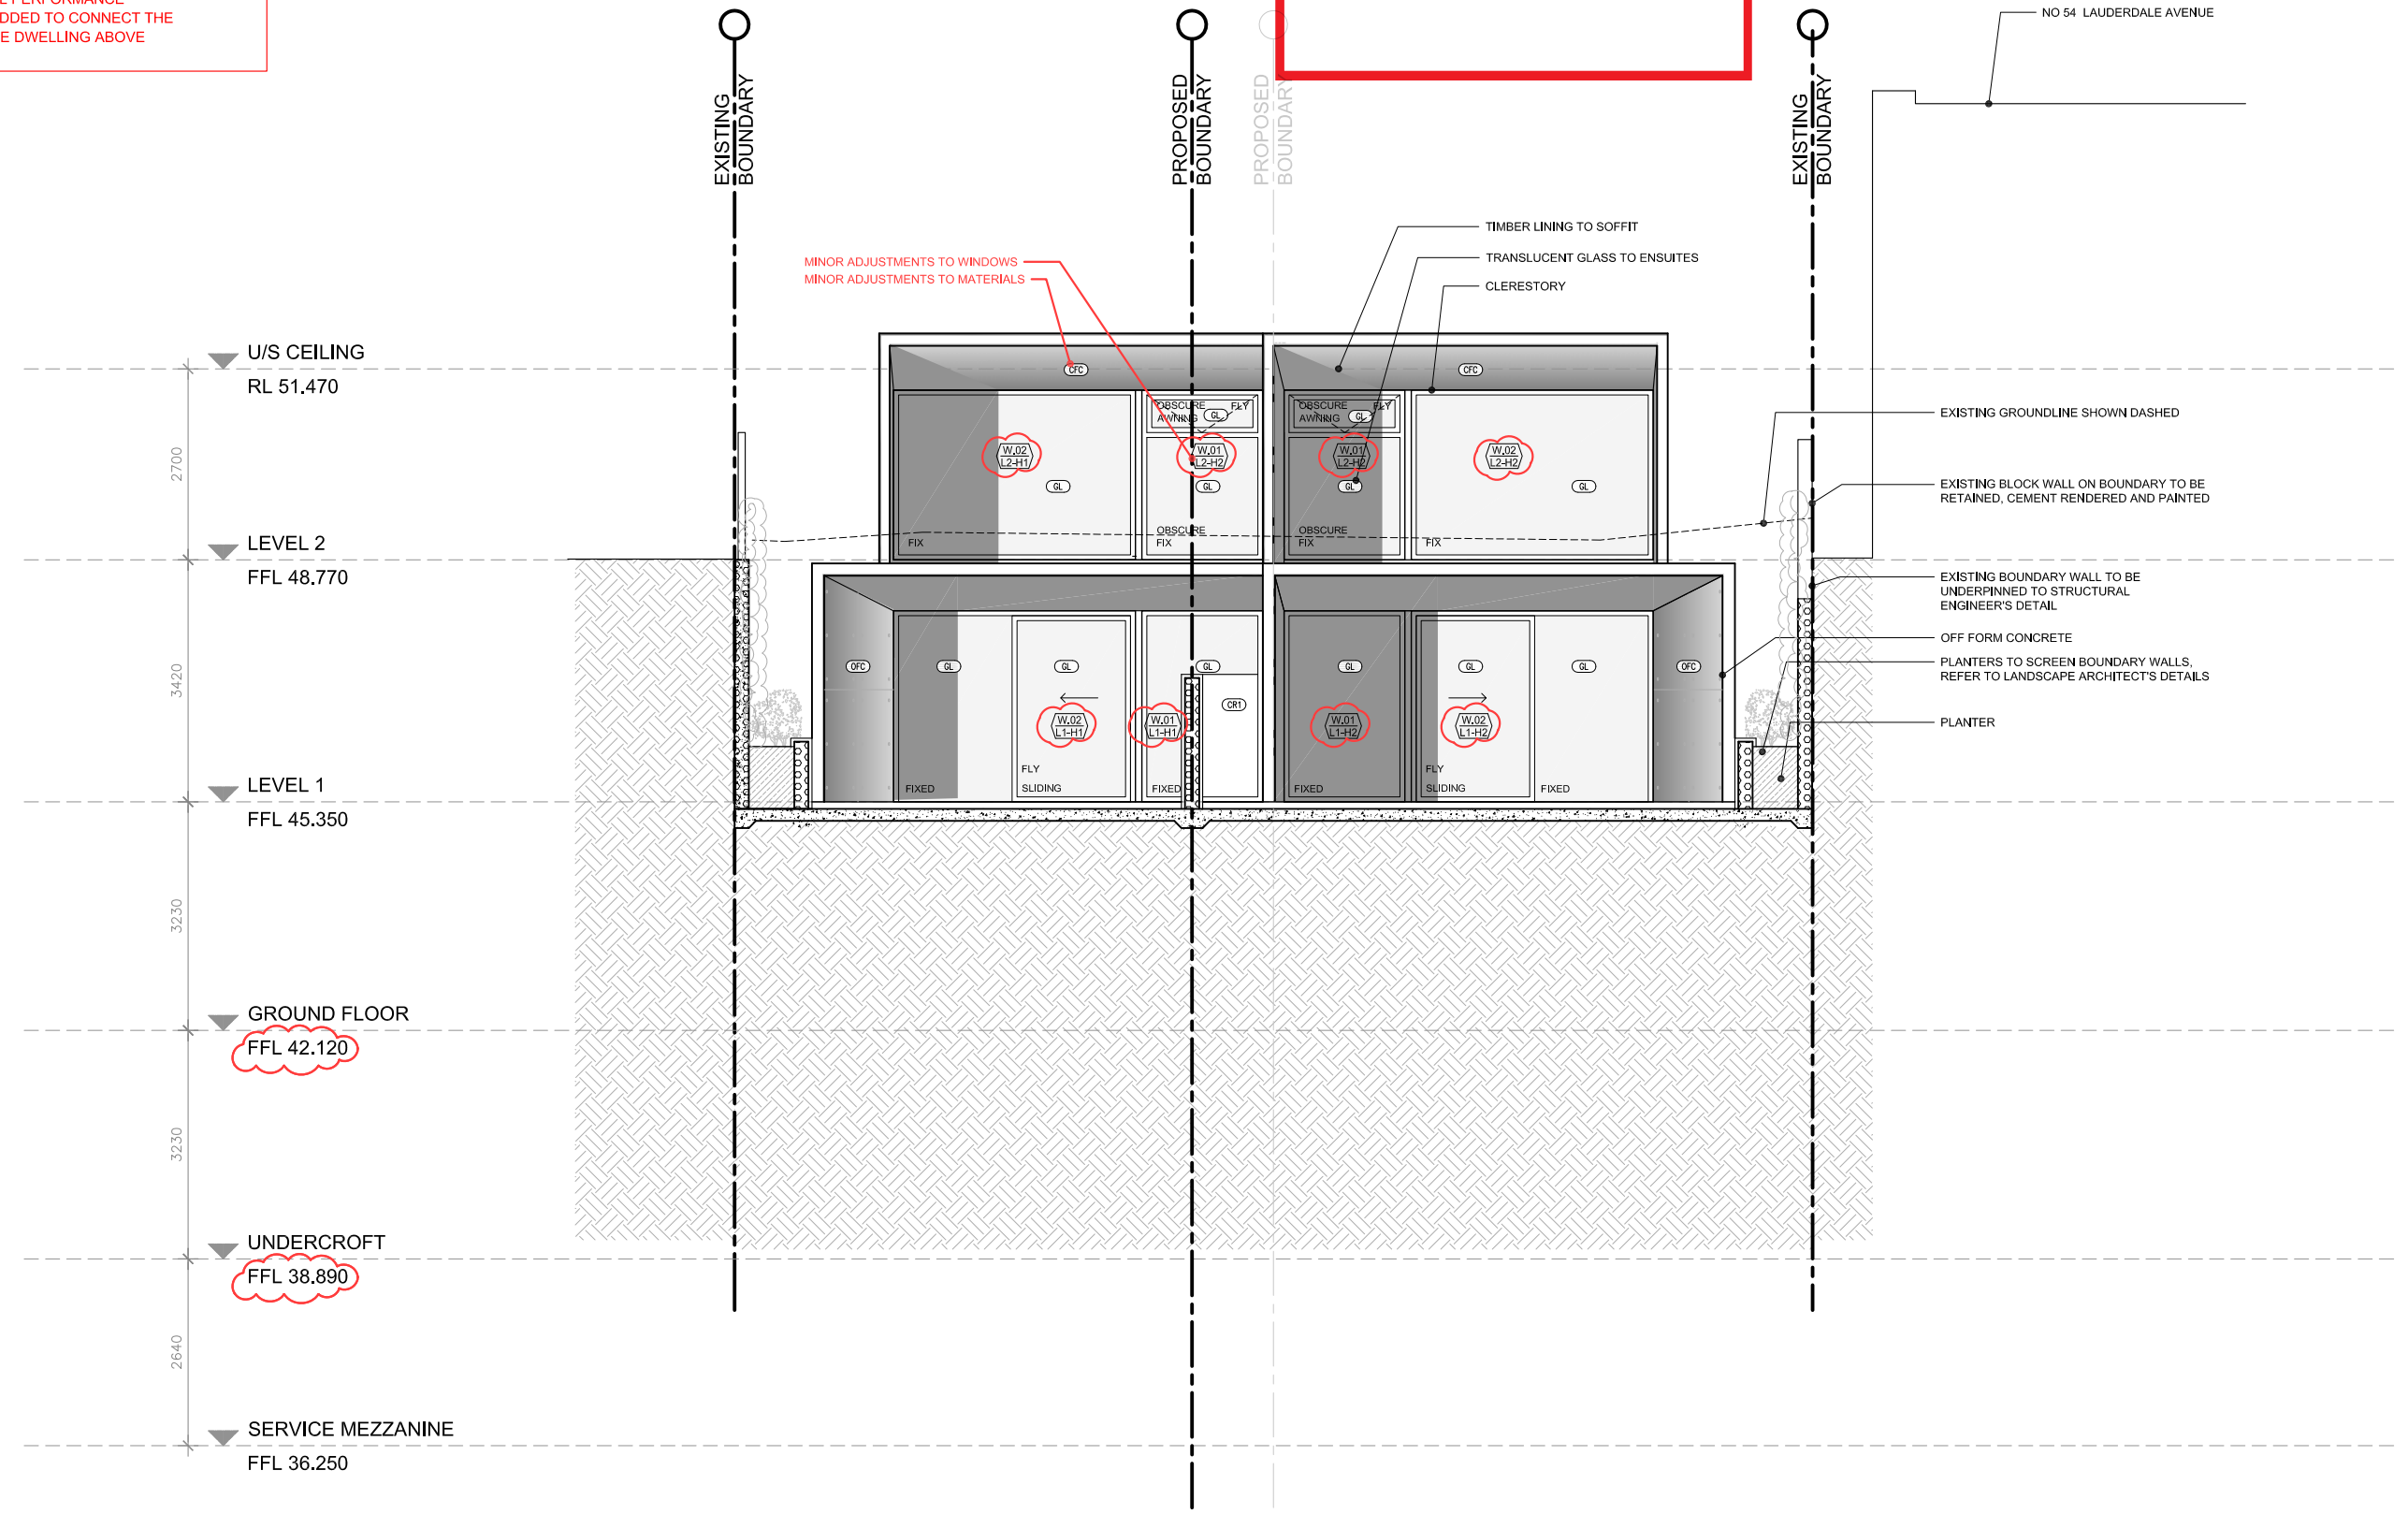 DDED TO CONNECT THE
E DWELLING ABOVE
NO 54 LAUDERDALE AVENUE
EXISTING
BOUNDARY
PROPOSED
BOUNDARY
PROPOSED
BOUNDARY
EXISTING
BOUNDARY
MINOR ADJUSTMENTS TO WINDOWS
MINOR ADJUSTMENTS TO MATERIALS
TIMBER LINING TO SOFFIT
TRANSLUCENT GLASS TO ENSUITES
CLERESTORY
U/S CEILING
RL 51.470
CFC
CFC
OBSCURE
AWNING
GL
FLY
OBSCURE
AWNING
GL
FLY
EXISTING GROUNDLINE SHOWN DASHED
2700
W.02
L2-H1
W.01
L2-H2
W.01
L2-H2
W.02
L2-H2
GL
GL
GL
GL
EXISTING BLOCK WALL ON BOUNDARY TO BE
RETAINED, CEMENT RENDERED AND PAINTED
FIX
OBSCURE
FIX
OBSCURE
FIX
FIX
LEVEL 2
FFL 48.770
EXISTING BOUNDARY WALL TO BE
UNDERPINNED TO STRUCTURAL
ENGINEER'S DETAIL
OFF FORM CONCRETE
PLANTERS TO SCREEN BOUNDARY WALLS,
REFER TO LANDSCAPE ARCHITECT'S DETAILS
PLANTER
3420
OFC
GL
GL
GL
GL
GL
GL
OFC
CR1
W.02
L1-H1
W.01
L1-H1
W.01
L1-H2
W.02
L1-H2
FIXED
FLY
SLIDING
FIXED
FIXED
FLY
SLIDING
FIXED
LEVEL 1
FFL 45.350
3230
GROUND FLOOR
FFL 42.120
3230
UNDERCROFT
FFL 38.890
2640
SERVICE MEZZANINE
FFL 36.250